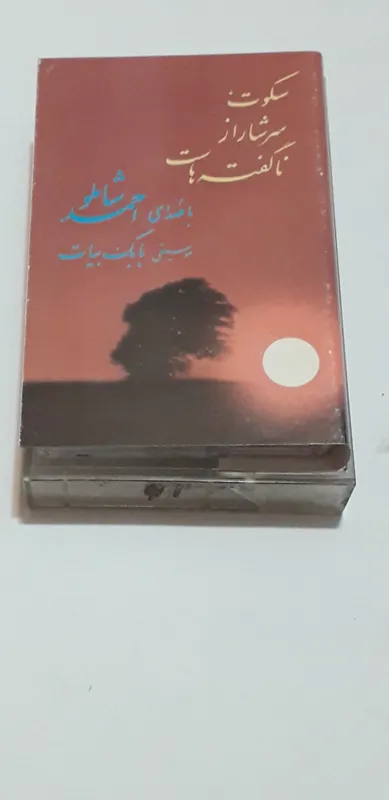 سکوت
سرشار از
ناگفته هاست
با صدای احمد شاملو
موسیقی بابک بیات